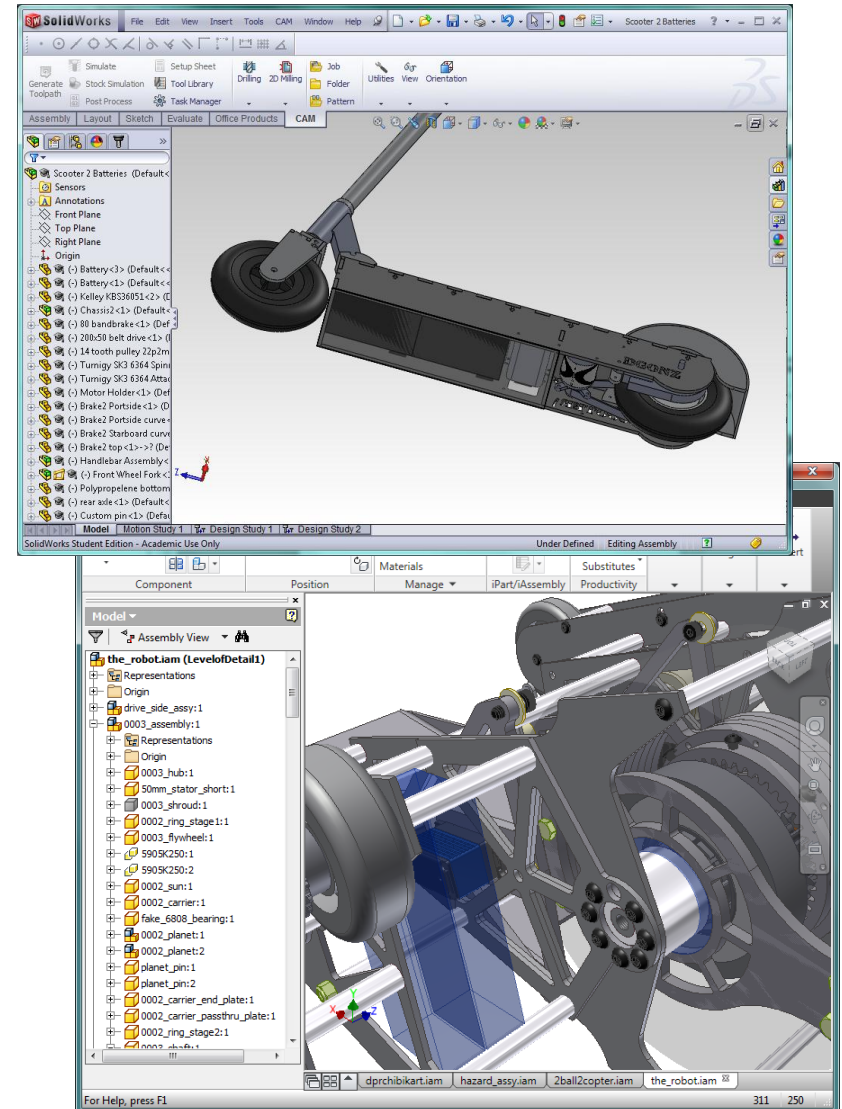 SolidWorks File Edit View Insert Tools CAM Window Help Scooter 2 Batteries ?
Generate Toolpath
Simulate
Stock Simulation
Post Process
Setup Sheet
Tool Library
Task Manager
Drilling
2D Milling
Job
Folder
Pattern
Utilities
View
Orientation
Assembly Layout Sketch Evaluate Office Products CAM
Scooter 2 Batteries (Default<
Sensors
Annotations
Front Plane
Top Plane
Right Plane
Origin
(-) Battery<3> (Default<<
(-) Battery<1> (Default<<
(-) Kelley KBS36051<2> (D
(-) Chassis2<1> (Default<
(-) 80 bandbrake<1> (Def
(-) 200x50 belt drive<1> (I
(-) 14 tooth pulley 22p2m
(-) Turnigy SK3 6364 Spin
(-) Turnigy SK3 6364 Attac
(-) Motor Holder<1> (Def
(-) Brake2 Portside<1> (D
(-) Brake2 Portside curve<
(-) Brake2 Starboard curve
(-) Brake2 top<1>->? (De
(-) Handlebar Assembly<
(-) Front Wheel Fork<
(-) Polypropelene bottom
(-) rear axle<1> (Default<
(-) Custom pin<1> (Defau
DGONZ
Z
Model Motion Study 1 Design Study 1 Design Study 2
SolidWorks Student Edition - Academic Use Only Under Defined Editing Assembly
Materials
Substitutes
Component Position Manage iPart/iAssembly Productivity
Model
Assembly View
the_robot.iam (LevelofDetail1)
Representations
Origin
drive_side_assy:1
0003_assembly:1
Representations
Origin
0003_hub:1
50mm_stator_short:1
0003_shroud:1
0002_ring_stage1:1
0003_flywheel:1
5905K250:1
5905K250:2
0002_sun:1
0002_carrier:1
fake_6808_bearing:1
0002_planet:1
0002_planet:2
planet_pin:1
planet_pin:2
0002_carrier_end_plate:1
0002_carrier_passthru_plate:1
0002_ring_stage2:1
0003_shaft:1
Y
X
Z
dprchibikart.iam hazard_assy.iam 2ball2copter.iam the_robot.iam
For Help, press F1 311 250